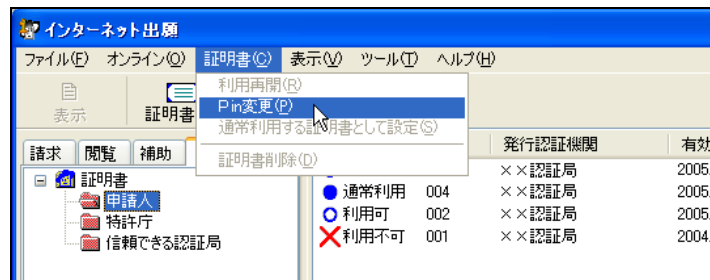 インターネット出願
ファイル(F) オンライン(O) 証明書(C) 表示(V) ツール(T) ヘルプ(H)
表示 証明書
利用再開(R)
Pin変更(P)
通常利用する証明書として設定(S)
証明書削除(D)
請求 閲覧 補助
発行認証機関 有効
証明書
申請人
特許庁
信頼できる認証局
××認証局 2005.
通常利用 004 ××認証局 2005.
利用可 002 ××認証局 2005.
利用不可 001 ××認証局 2004.